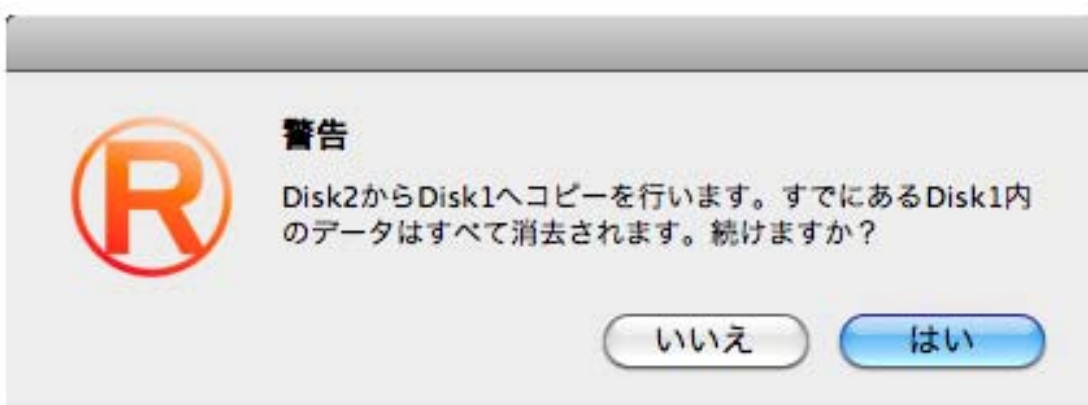 R
警告
Disk2からDisk1へコピーを行います。すでにあるDisk1内
のデータはすべて消去されます。続けますか？
いいえ
はい